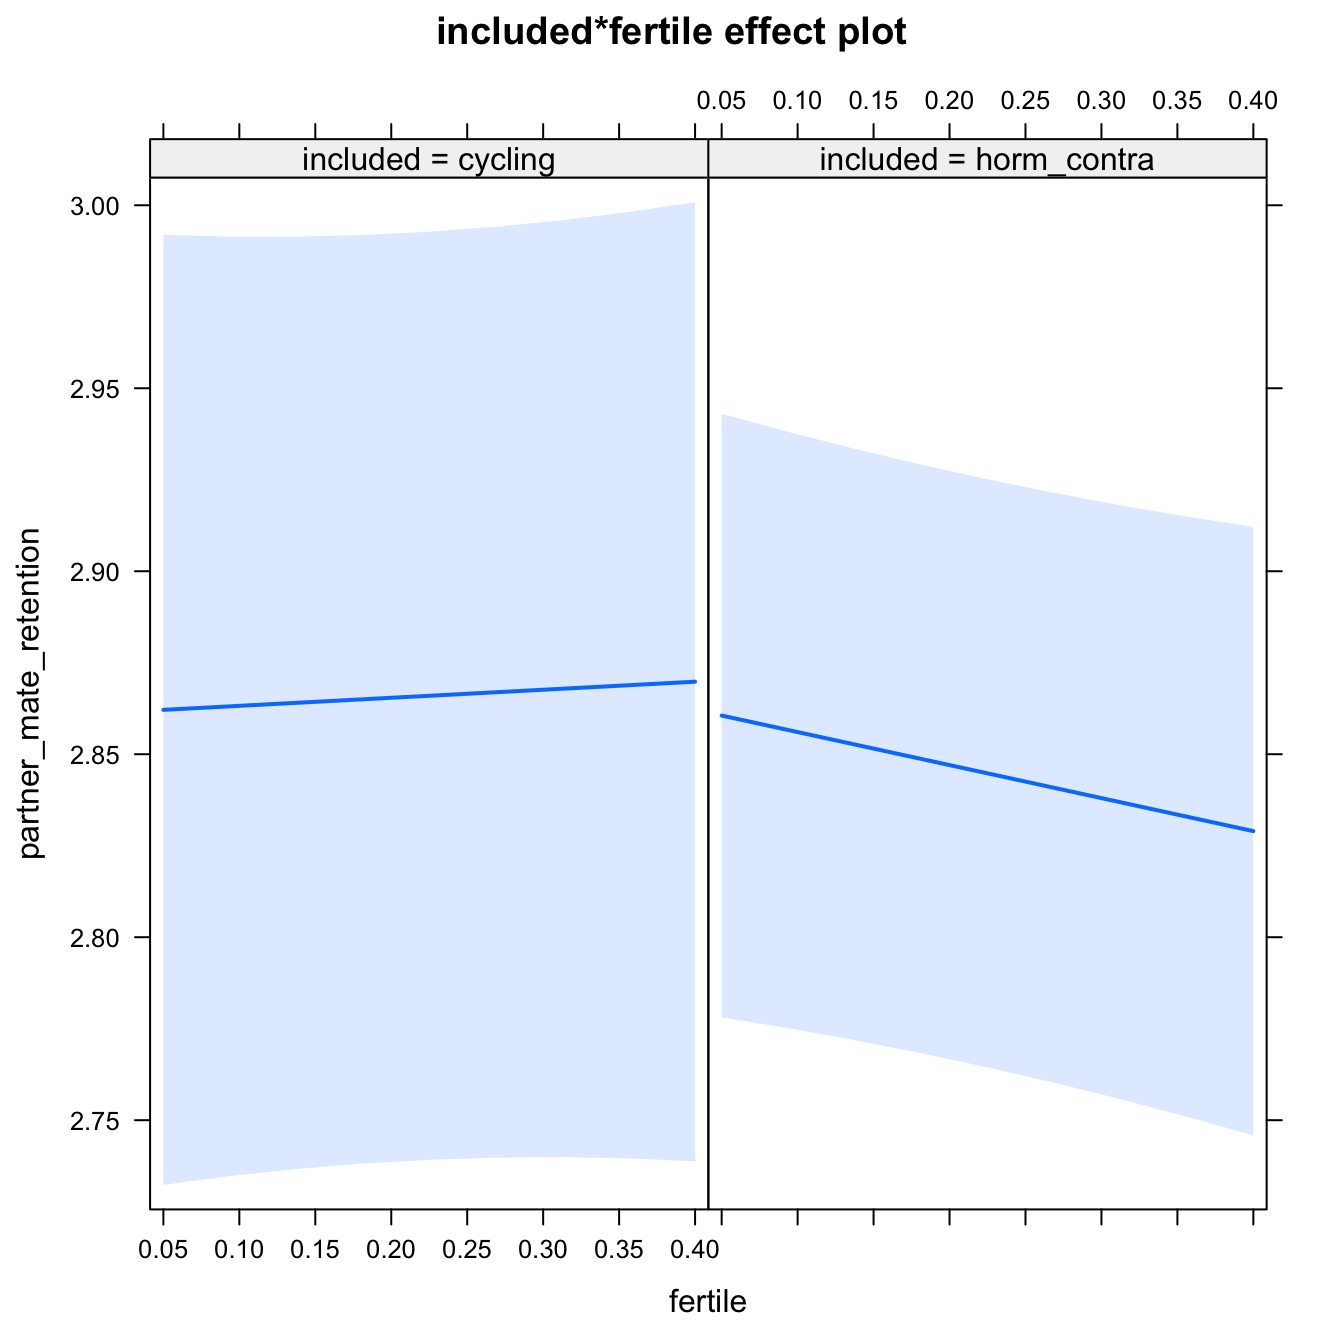 included*fertile effect plot
0.05 0.10 0.15 0.20 0.25 0.30 0.35 0.40
included = cycling
included = horm_contra
3.00
2.95
2.90
2.85
2.80
2.75
partner_mate_retention
0.05 0.10 0.15 0.20 0.25 0.30 0.35 0.40
fertile